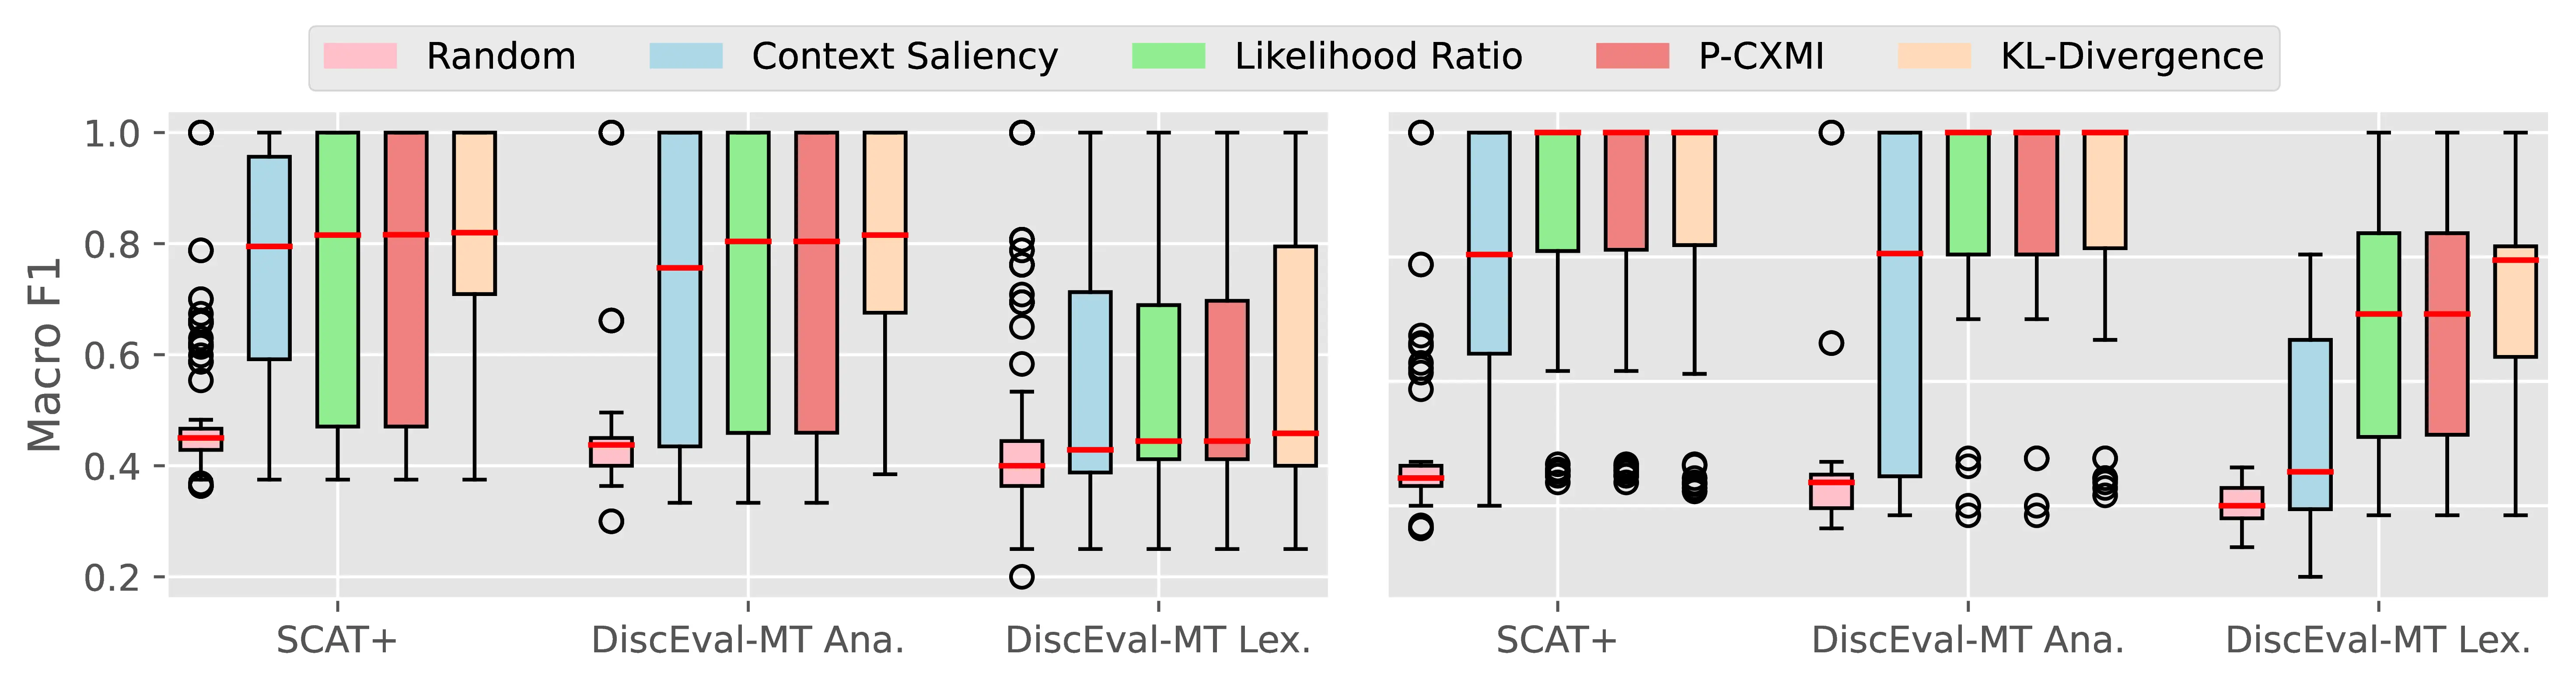 Random Context Saliency Likelihood Ratio P-CXMI KL-Divergence
Macro F1
1.0
0.8
0.6
0.4
0.2
SCAT+ DiscEval-MT Ana. DiscEval-MT Lex. SCAT+ DiscEval-MT Ana. DiscEval-MT Lex.